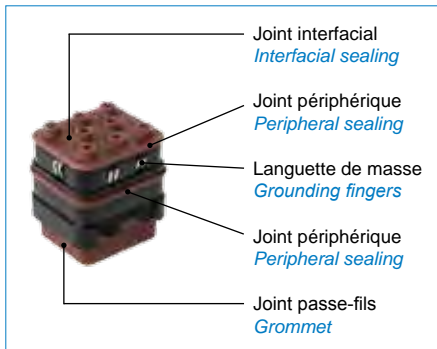 Joint interfacial
Interfacial sealing
Joint périphérique
Peripheral sealing
Languette de masse
Grounding fingers
Joint périphérique
Peripheral sealing
Joint passe-fils
Grommet